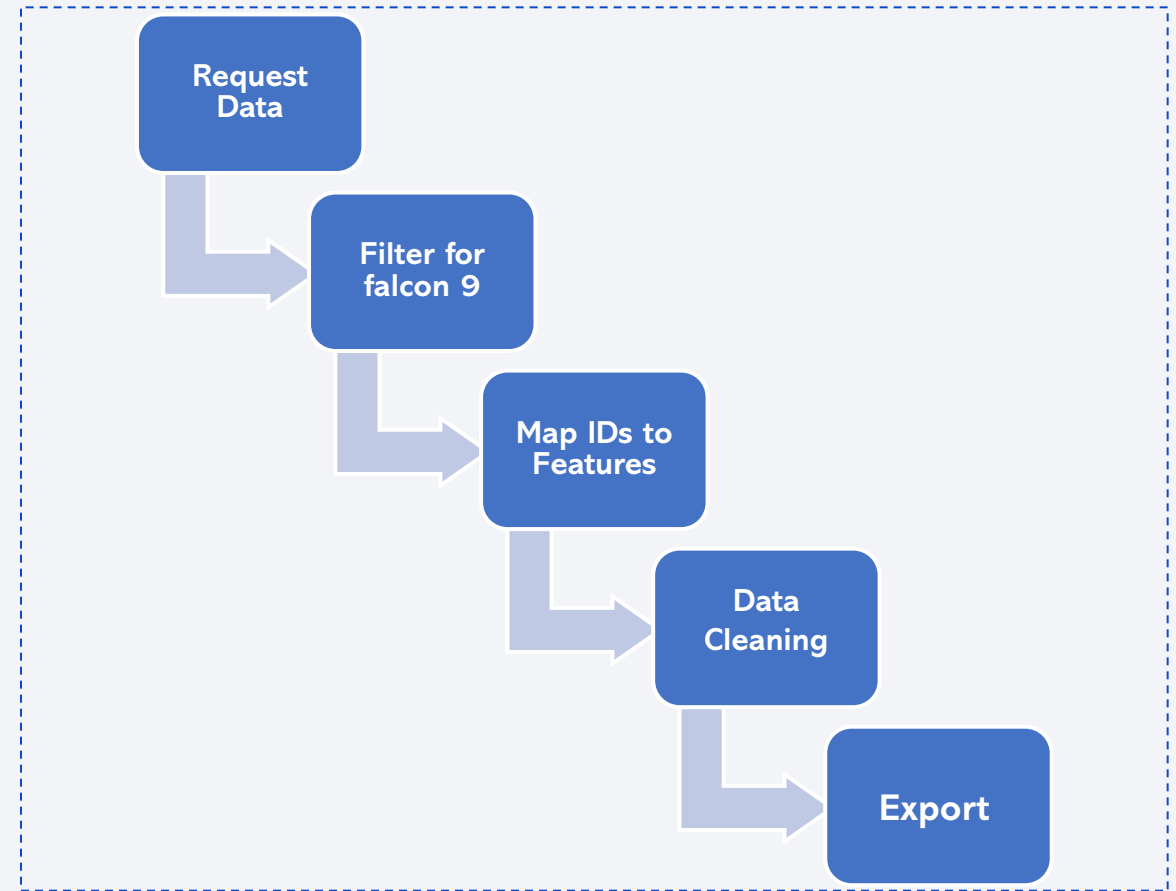 Request
Data
Filter for
falcon 9
Map IDs to
Features
Data
Cleaning
Export